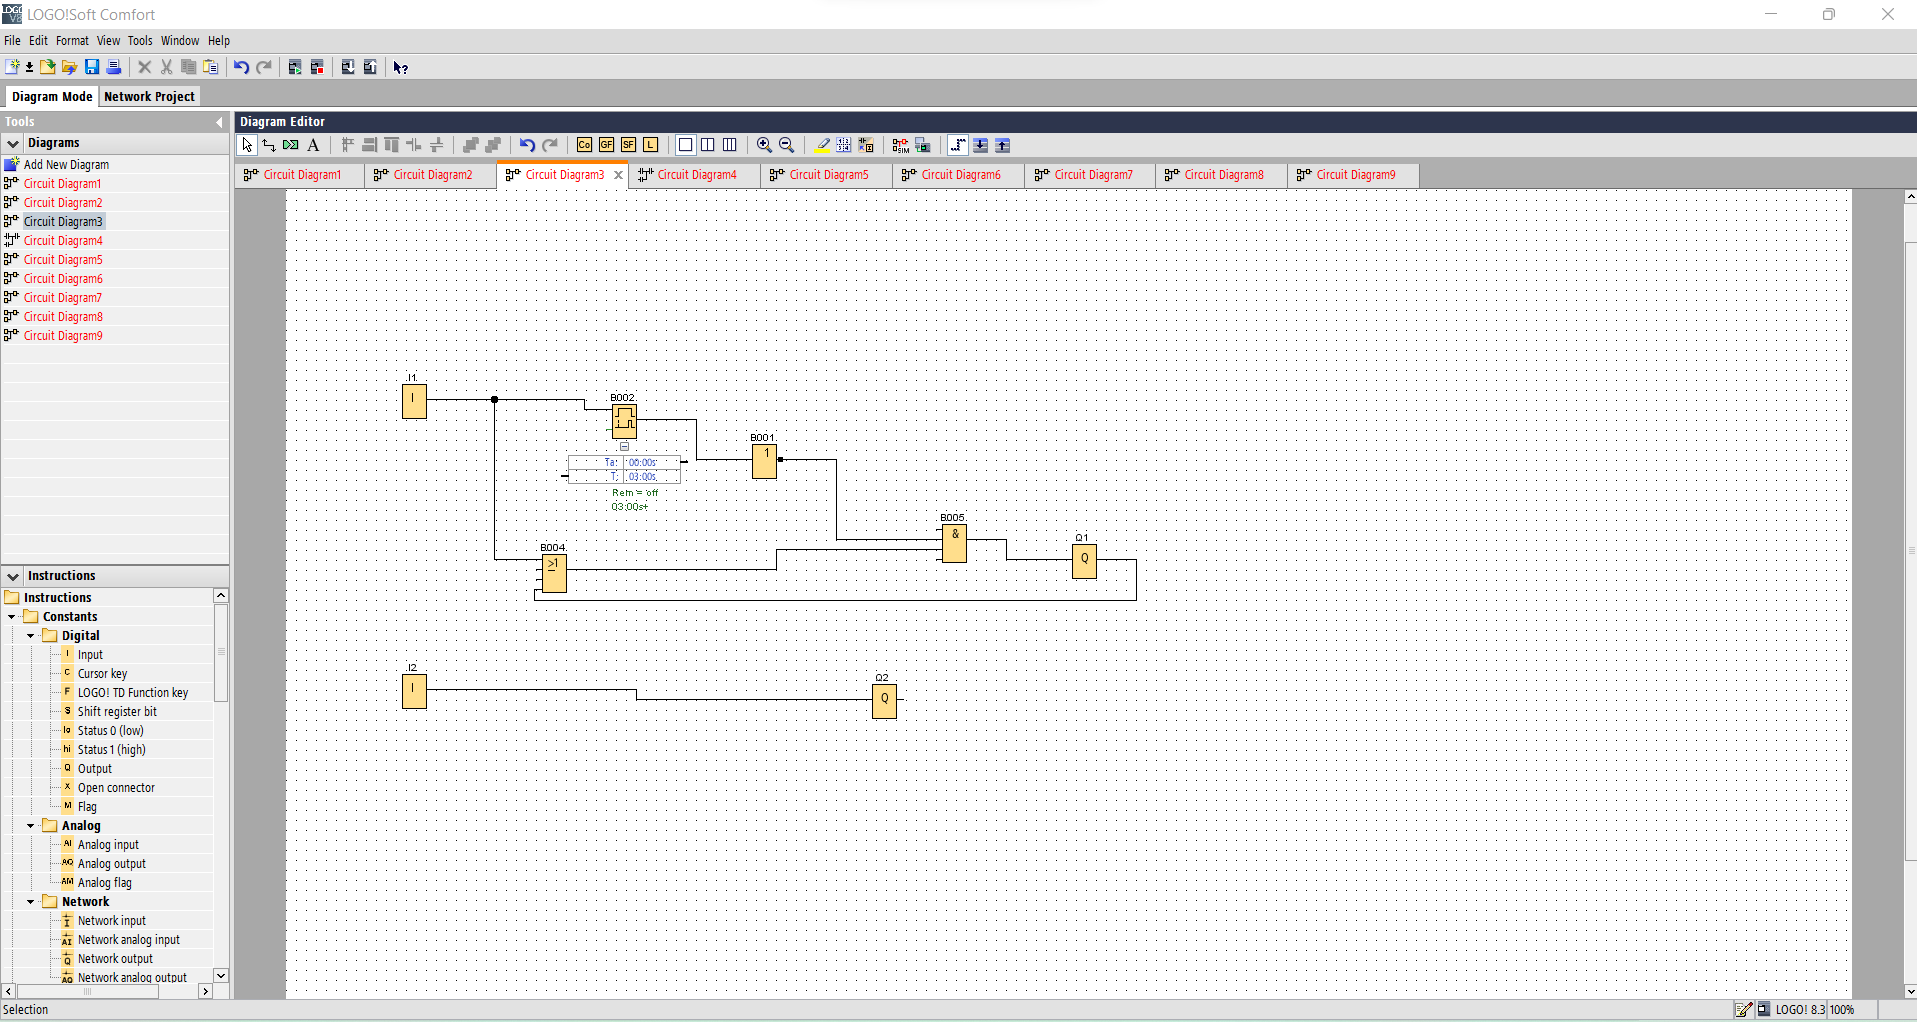 LOGO!Soft Comfort
File Edit Format View Tools Window Help
Diagram Mode Network Project
Tools
Diagrams
Add New Diagram
Circuit Diagram1
Circuit Diagram2
Circuit Diagram3
Circuit Diagram4
Circuit Diagram5
Circuit Diagram6
Circuit Diagram7
Circuit Diagram8
Circuit Diagram9
Instructions
Instructions
Constants
Digital
I Input
C Cursor key
F LOGO! TD Function key
S Shift register bit
lo Status 0 (low)
hi Status 1 (high)
Q Output
X Open connector
M Flag
Analog
AI Analog input
AQ Analog output
AM Analog flag
Network
I Network input
AI Network analog input
Q Network output
AQ Network analog output
Diagram Editor
A Co GF SF L SIM
Circuit Diagram1 Circuit Diagram2 Circuit Diagram3 Circuit Diagram4 Circuit Diagram5 Circuit Diagram6 Circuit Diagram7 Circuit Diagram8 Circuit Diagram9
I1
I
B002
Ta: 00:00s
T: 03:00s
Rem = off
03:00s+
B001
1
B004
≥1
B005
&
Q1
Q
I2
I
Q2
Q
Selection
LOGO! 8.3 100%